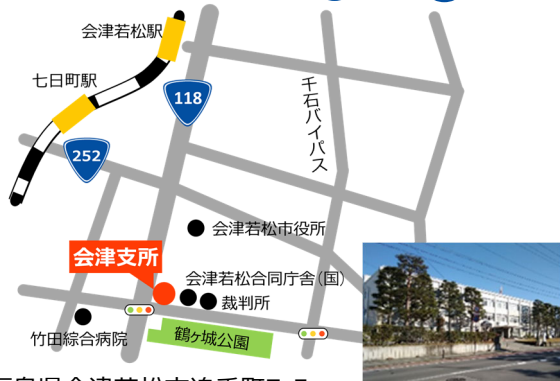 会津若松駅
七日町駅
118
千石バイパス
252
会津若松市役所
会津支所
会津若松合同庁舎(国)
裁判所
竹田綜合病院
鶴ヶ城公園